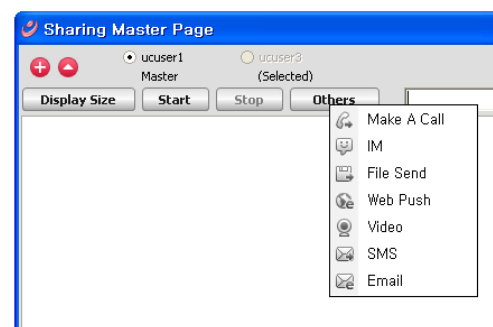 Sharing Master Page
ucuser1 ucuser3
Master (Selected)
Display Size Start Stop Others
Make A Call
IM
File Send
Web Push
Video
SMS
Email